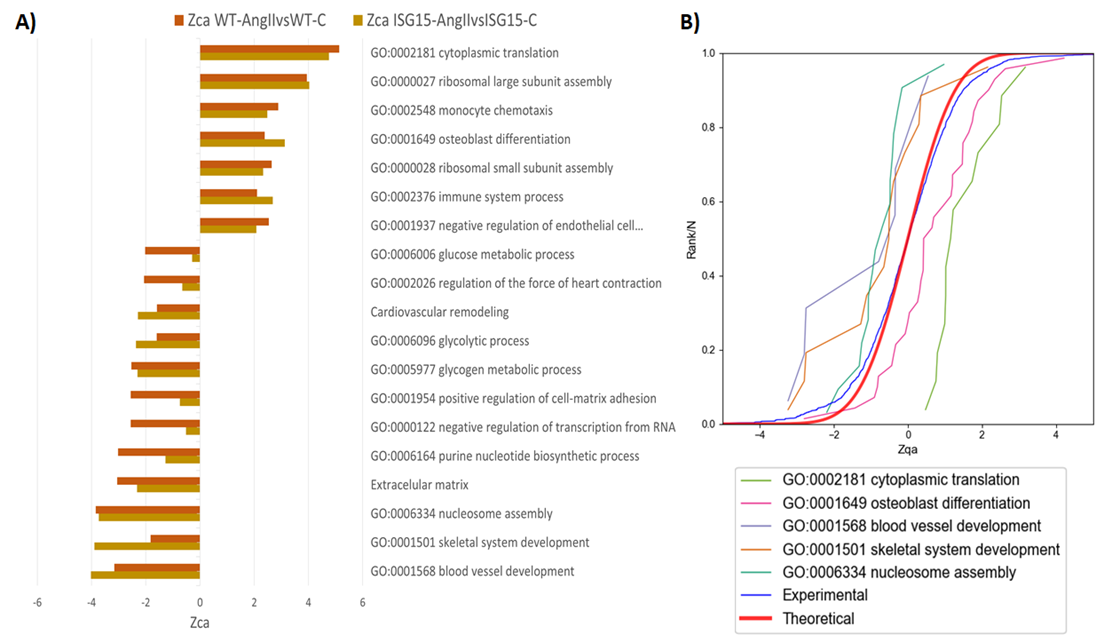 A)
Zca WT-AngIIvsWT-C
Zca ISG15-AngIIvsISG15-C
GO:0002181 cytoplasmic translation
GO:0000027 ribosomal large subunit assembly
GO:0002548 monocyte chemotaxis
GO:0001649 osteoblast differentiation
GO:0000028 ribosomal small subunit assembly
GO:0002376 immune system process
GO:0001937 negative regulation of endothelial cell...
GO:0006006 glucose metabolic process
GO:0002026 regulation of the force of heart contraction
Cardiovascular remodeling
GO:0006096 glycolytic process
GO:0005977 glycogen metabolic process
GO:0001954 positive regulation of cell-matrix adhesion
GO:0000122 negative regulation of transcription from RNA
GO:0006164 purine nucleotide biosynthetic process
Extracelular matrix
GO:0006334 nucleosome assembly
GO:0001501 skeletal system development
GO:0001568 blood vessel development
-6 -4 -2 0 2 4 6
Zca
B)
1.0
0.8
0.6
0.4
0.2
0.0
Rank/N
−4 −2 0 2 4
Zqa
GO:0002181 cytoplasmic translation
GO:0001649 osteoblast differentiation
GO:0001568 blood vessel development
GO:0001501 skeletal system development
GO:0006334 nucleosome assembly
Experimental
Theoretical